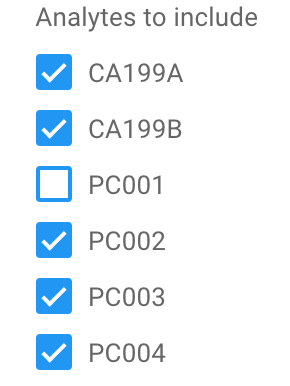 Analytes to include
CA199A
CA199B
PC001
PC002
PC003
PC004